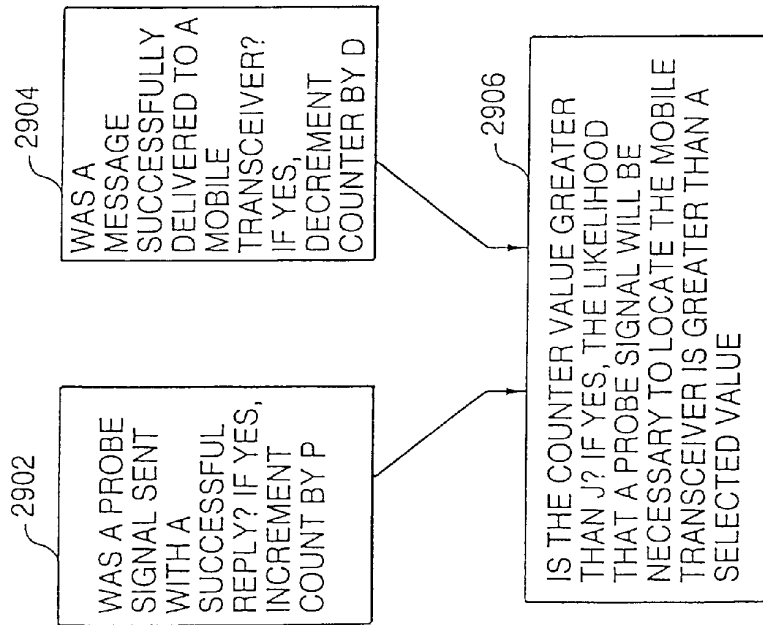 2902
WAS A PROBE
SIGNAL SENT
WITH A
SUCCESSFUL
REPLY? IF YES,
INCREMENT
COUNT BY P
2904
WAS A
MESSAGE
SUCCESSFULLY
DELIVERED TO A
MOBILE
TRANSCEIVER?
IF YES,
DECREMENT
COUNTER BY D
2906
IS THE COUNTER VALUE GREATER
THAN J? IF YES, THE LIKELIHOOD
THAT A PROBE SIGNAL WILL BE
NECESSARY TO LOCATE THE MOBILE
TRANSCEIVER IS GREATER THAN A
SELECTED VALUE